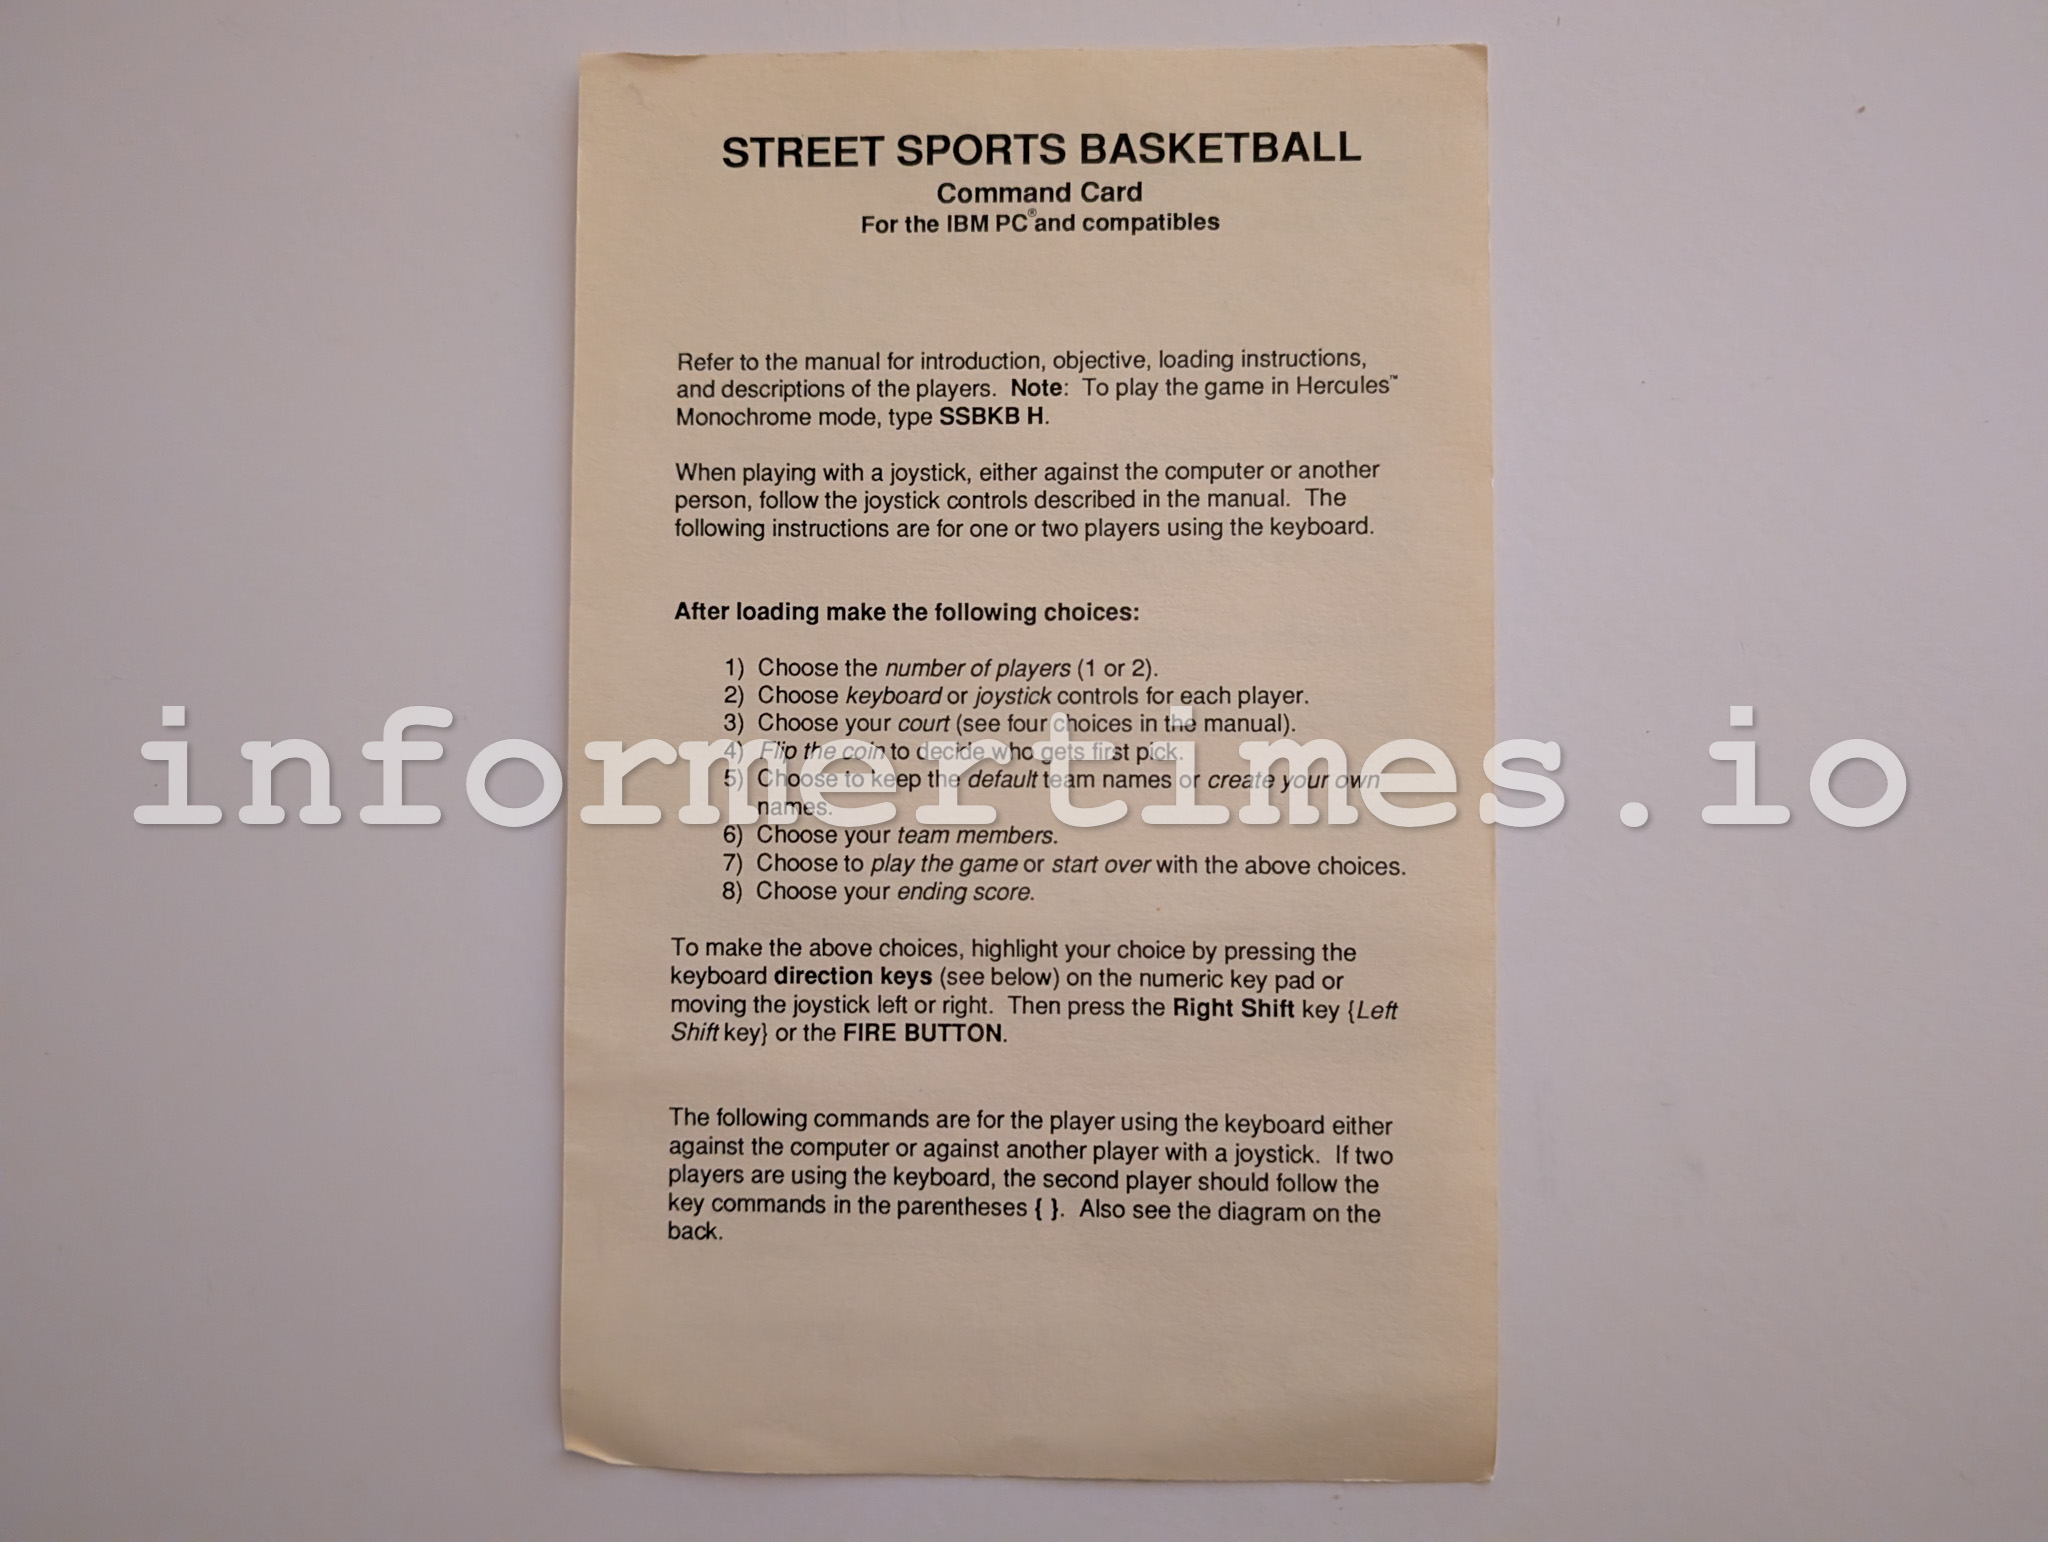 STREET SPORTS BASKETBALL
Command Card
For the IBM PC® and compatibles
Refer to the manual for introduction, objective, loading instructions,
and descriptions of the players. Note: To play the game in Hercules™
Monochrome mode, type SSBKB H.
When playing with a joystick, either against the computer or another
person, follow the joystick controls described in the manual. The
following instructions are for one or two players using the keyboard.
After loading make the following choices:
1) Choose the number of players (1 or 2).
2) Choose keyboard or joystick controls for each player.
3) Choose your court (see four choices in the manual).
4) Flip the coin to decide who gets first pick.
5) Choose to keep the default team names or create your own
names.
informertimes.io
6) Choose your team members.
7) Choose to play the game or start over with the above choices.
8) Choose your ending score.
To make the above choices, highlight your choice by pressing the
keyboard direction keys (see below) on the numeric key pad or
moving the joystick left or right. Then press the Right Shift key {Left
Shift key} or the FIRE BUTTON.
The following commands are for the player using the keyboard either
against the computer or against another player with a joystick. If two
players are using the keyboard, the second player should follow the
key commands in the parentheses { }. Also see the diagram on the
back.